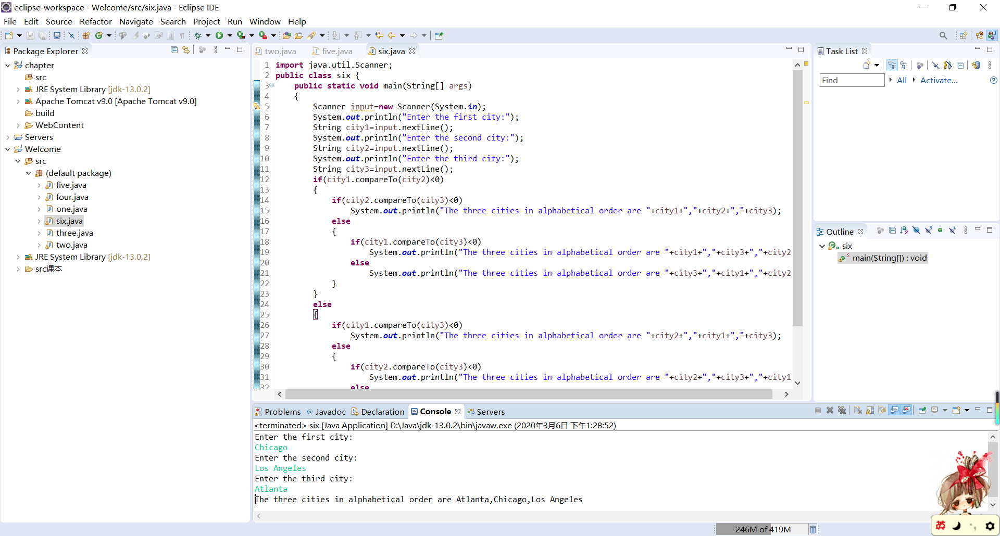 eclipse-workspace - Welcome/src/six.java - Eclipse IDE
File Edit Source Refactor Navigate Search Project Run Window Help
Package Explorer
chapter
src
JRE System Library [jdk-13.0.2]
Apache Tomcat v9.0 [Apache Tomcat v9.0]
build
WebContent
Servers
Welcome
src
(default package)
five.java
four.java
one.java
six.java
three.java
two.java
JRE System Library [jdk-13.0.2]
src课本
two.java five.java six.java
1 import java.util.Scanner;
2 public class six {
3 public static void main(String[] args)
4 {
5 Scanner input=new Scanner(System.in);
6 System.out.println("Enter the first city:");
7 String city1=input.nextLine();
8 System.out.println("Enter the second city:");
9 String city2=input.nextLine();
10 System.out.println("Enter the third city:");
11 String city3=input.nextLine();
12 if(city1.compareTo(city2)<0)
13 {
14 if(city2.compareTo(city3)<0)
15 System.out.println("The three cities in alphabetical order are "+city1+","+city2+","+city3);
16 else
17 {
18 if(city1.compareTo(city3)<0)
19 System.out.println("The three cities in alphabetical order are "+city1+","+city3+","+city2
20 else
21 System.out.println("The three cities in alphabetical order are "+city3+","+city1+","+city2
22 }
23 }
24 else
25 {
26 if(city1.compareTo(city3)<0)
27 System.out.println("The three cities in alphabetical order are "+city2+","+city1+","+city3);
28 else
29 {
30 if(city2.compareTo(city3)<0)
31 System.out.println("The three cities in alphabetical order are "+city2+","+city3+","+city1
32 else
Task List
Find All Activate...
Outline
six
main(String[]) : void
Problems @ Javadoc Declaration Console Servers
<terminated> six [Java Application] D:\Java\jdk-13.0.2\bin\javaw.exe (2020年3月6日 下午1:28:52)
Enter the first city:
Chicago
Enter the second city:
Los Angeles
Enter the third city:
Atlanta
The three cities in alphabetical order are Atlanta,Chicago,Los Angeles
246M of 419M
英